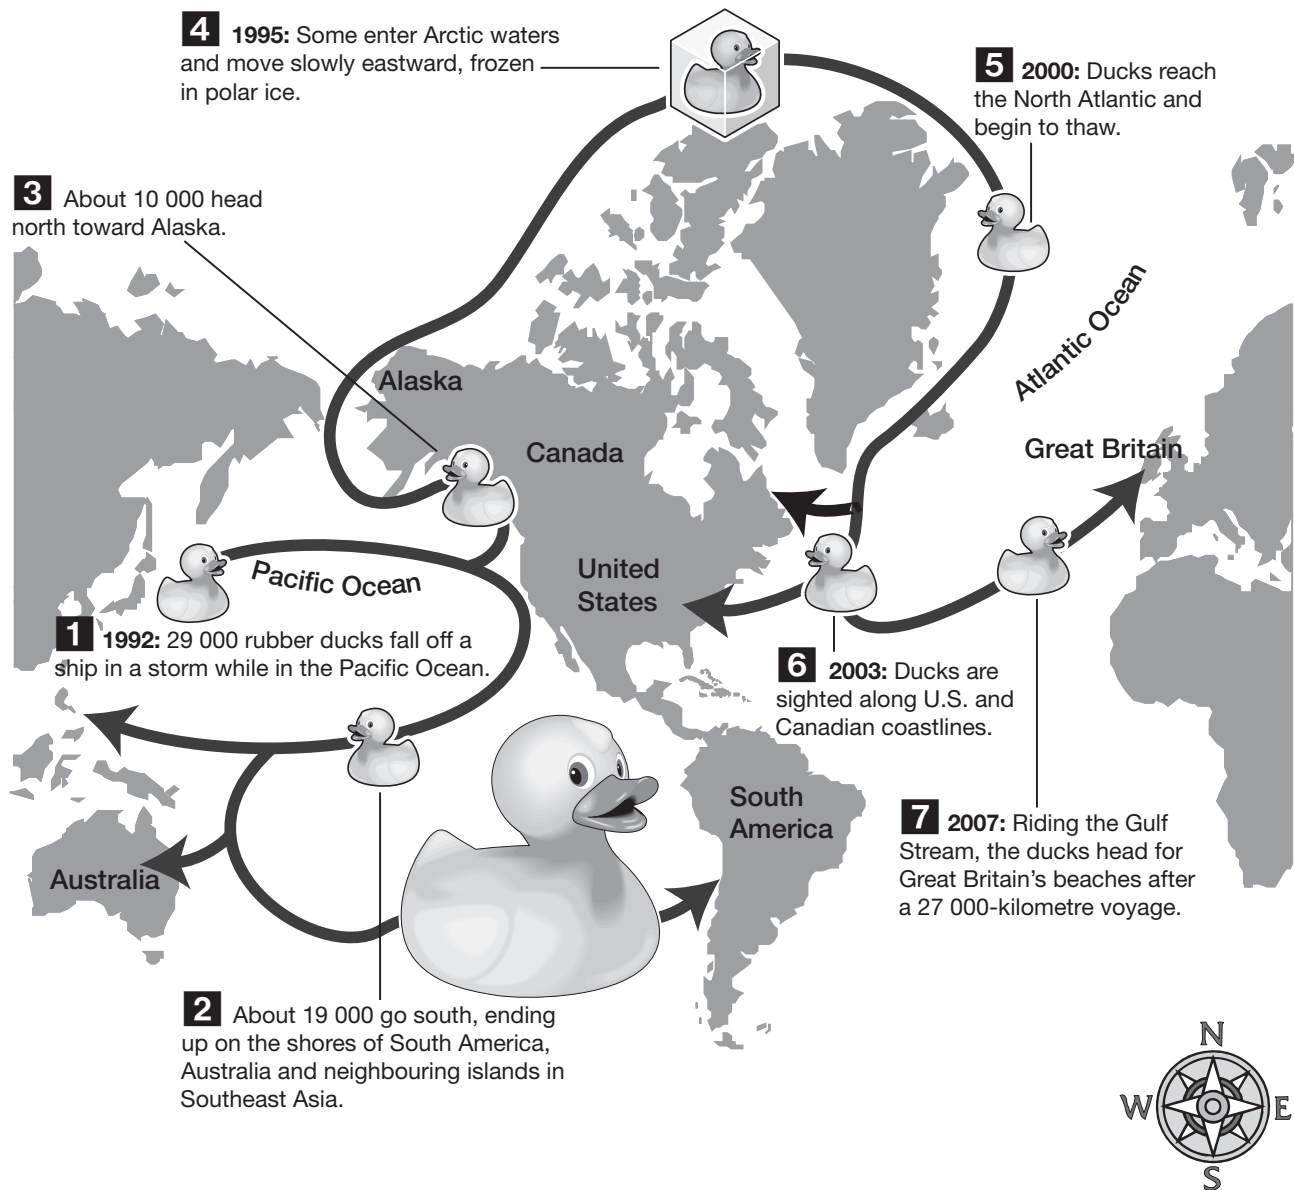 4 1995: Some enter Arctic waters
and move slowly eastward, frozen
in polar ice.
5 2000: Ducks reach
the North Atlantic and
begin to thaw.
3 About 10 000 head
north toward Alaska.
Atlantic Ocean
Alaska
Canada
Great Britain
Pacific Ocean
United
States
1 1992: 29 000 rubber ducks fall off a
ship in a storm while in the Pacific Ocean.
6 2003: Ducks are
sighted along U.S. and
Canadian coastlines.
South
America
7 2007: Riding the Gulf
Stream, the ducks head for
Great Britain’s beaches after
a 27 000-kilometre voyage.
Australia
2 About 19 000 go south, ending
up on the shores of South America,
Australia and neighbouring islands in
Southeast Asia.
N
W
E
S